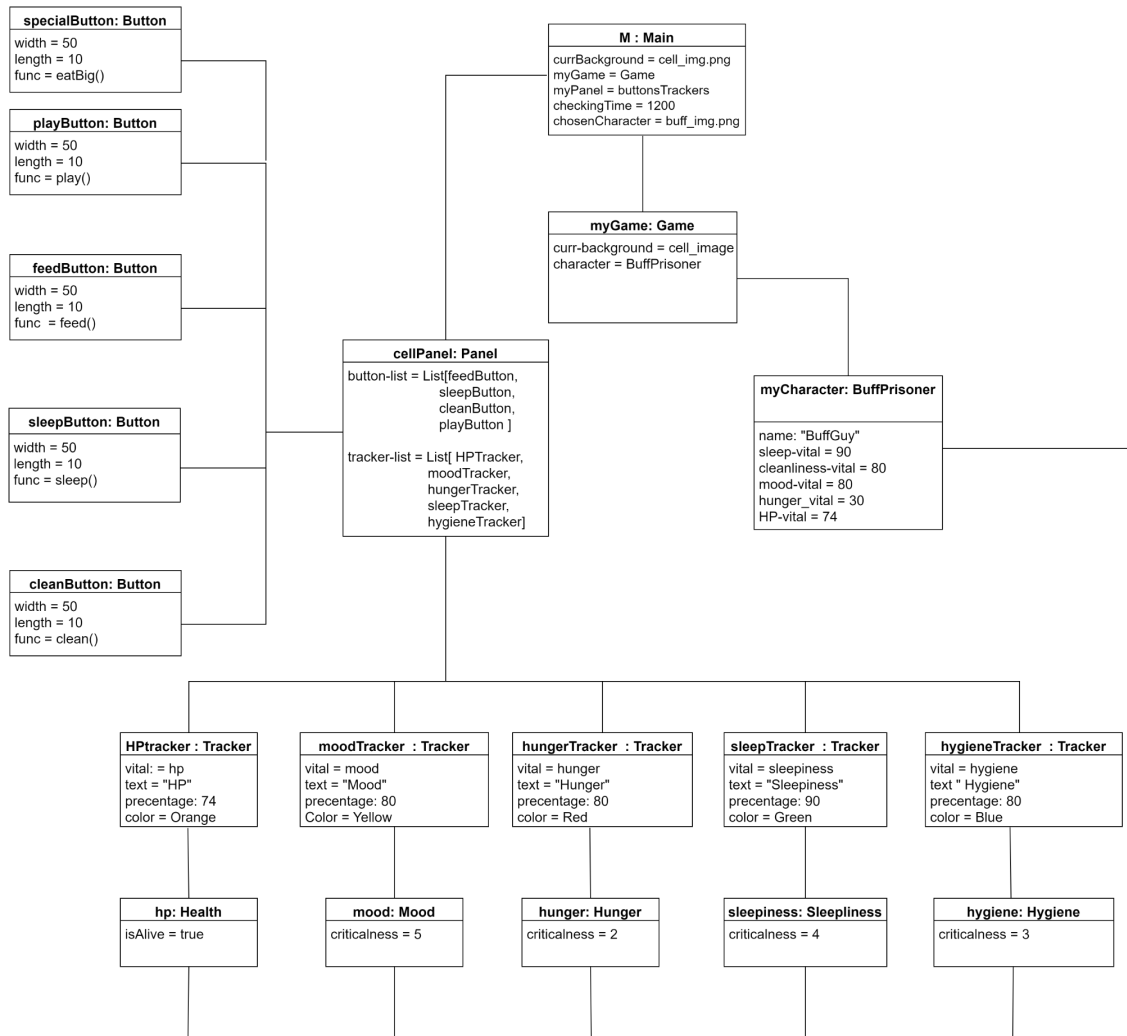 specialButton: Button
width = 50
length = 10
func = eatBig()
playButton: Button
width = 50
length = 10
func = play()
feedButton: Button
width = 50
length = 10
func  = feed()
sleepButton: Button
width = 50
length = 10
func = sleep()
cleanButton: Button
width = 50
length = 10
func = clean()
M : Main
currBackground = cell_img.png
myGame = Game
myPanel = buttonsTrackers
checkingTime = 1200
chosenCharacter = buff_img.png
myGame: Game
curr-background = cell_image
character = BuffPrisoner
cellPanel: Panel
button-list = List[feedButton,
sleepButton,
cleanButton,
playButton ]
tracker-list = List[ HPTracker,
moodTracker,
hungerTracker,
sleepTracker,
hygieneTracker]
myCharacter: BuffPrisoner
name: "BuffGuy"
sleep-vital = 90
cleanliness-vital = 80
mood-vital = 80
hunger_vital = 30
HP-vital = 74
HPtracker : Tracker
vital: = hp
text = "HP"
precentage: 74
color = Orange
moodTracker  : Tracker
vital = mood
text = "Mood"
precentage: 80
Color = Yellow
hungerTracker  : Tracker
vital = hunger
text = "Hunger"
precentage: 80
color = Red
sleepTracker  : Tracker
vital = sleepiness
text = "Sleepiness"
precentage: 90
color = Green
hygieneTracker  : Tracker
vital = hygiene
text " Hygiene"
precentage: 80
color = Blue
hp: Health
isAlive = true
mood: Mood
criticalness = 5
hunger: Hunger
criticalness = 2
sleepiness: Sleepliness
criticalness = 4
hygiene: Hygiene
criticalness = 3